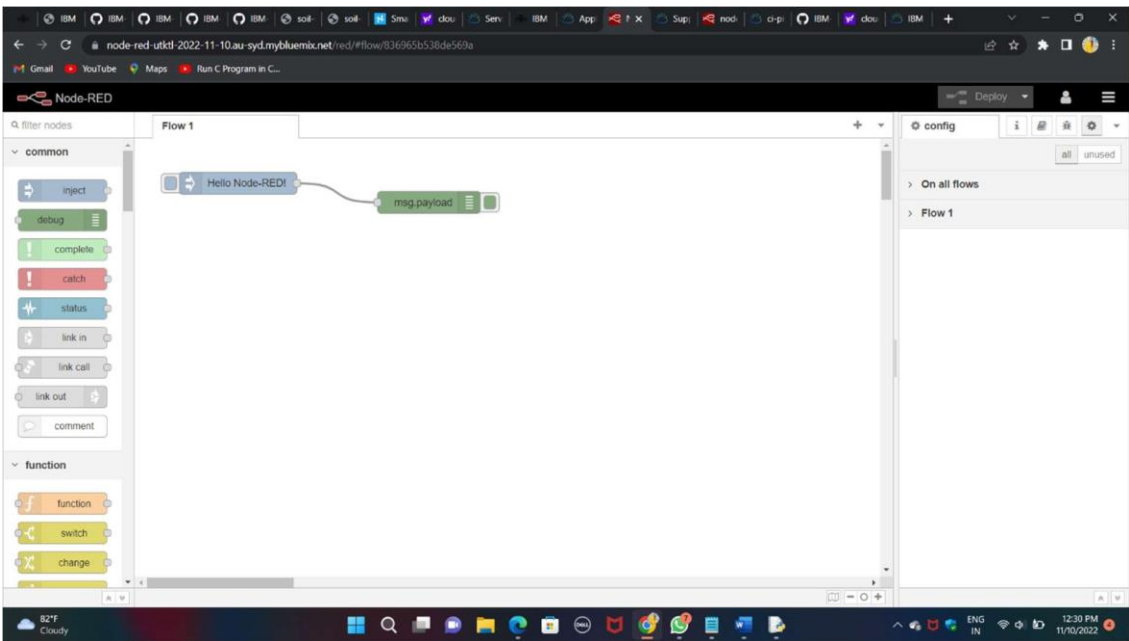 IBM IBM IBM IBM IBM soil- soil- Sma clou Serv IBM App Sup node ci-pi IBM clou IBM
node-red-utktl-2022-11-10.au-syd.mybluemix.net/red/#flow/836965b538de569a
Gmail YouTube Maps Run C Program in C...
Node-RED Deploy
filter nodes Flow 1 config i all unused
common
On all flows
Flow 1
inject
debug
complete
catch
status
link in
link call
link out
comment
function
function
switch
change
Hello Node-RED!
msg.payload
82°F
Cloudy
ENG
IN
12:30 PM
11/10/2022